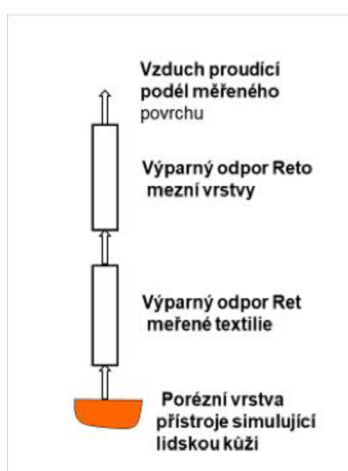 Vzduch proudící
podél měřeného
povrchu
Výparný odpor Reto
mezní vrstvy
Výparný odpor Ret
meřené textilie
Porézní vrstva
přístroje simulující
lidskou kůži